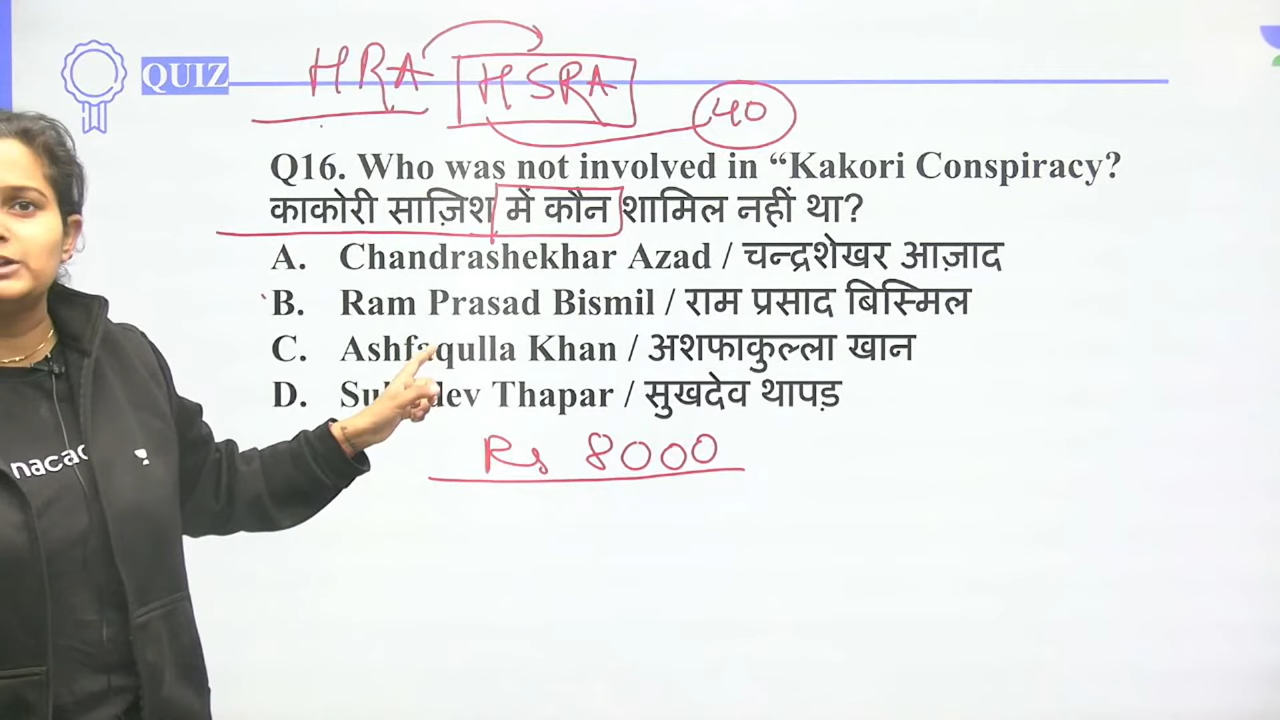 HRA HSRA
QUIZ
40
Q16. Who was not involved in “Kakori Conspiracy?
काकोरी साज़िश में कौन शामिल नहीं था?
A. Chandrashekhar Azad / चन्द्रशेखर आज़ाद
B. Ram Prasad Bismil / राम प्रसाद बिस्मिल
C. Ashfaqulla Khan / अशफाकुल्ला खान
D. Thapar / सुखदेव थापड़
Rs 8000
nacad